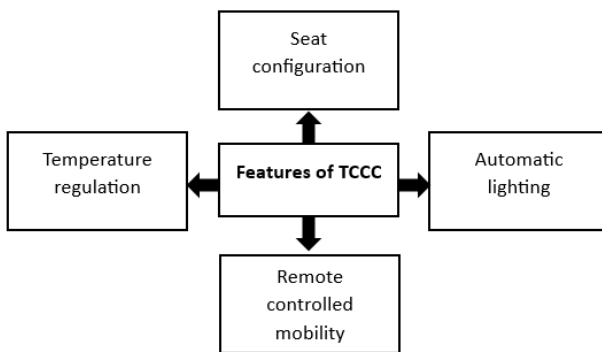 Seat
configuration
Temperature
regulation
Features of TCCC
Automatic
lighting
Remote
controlled
mobility